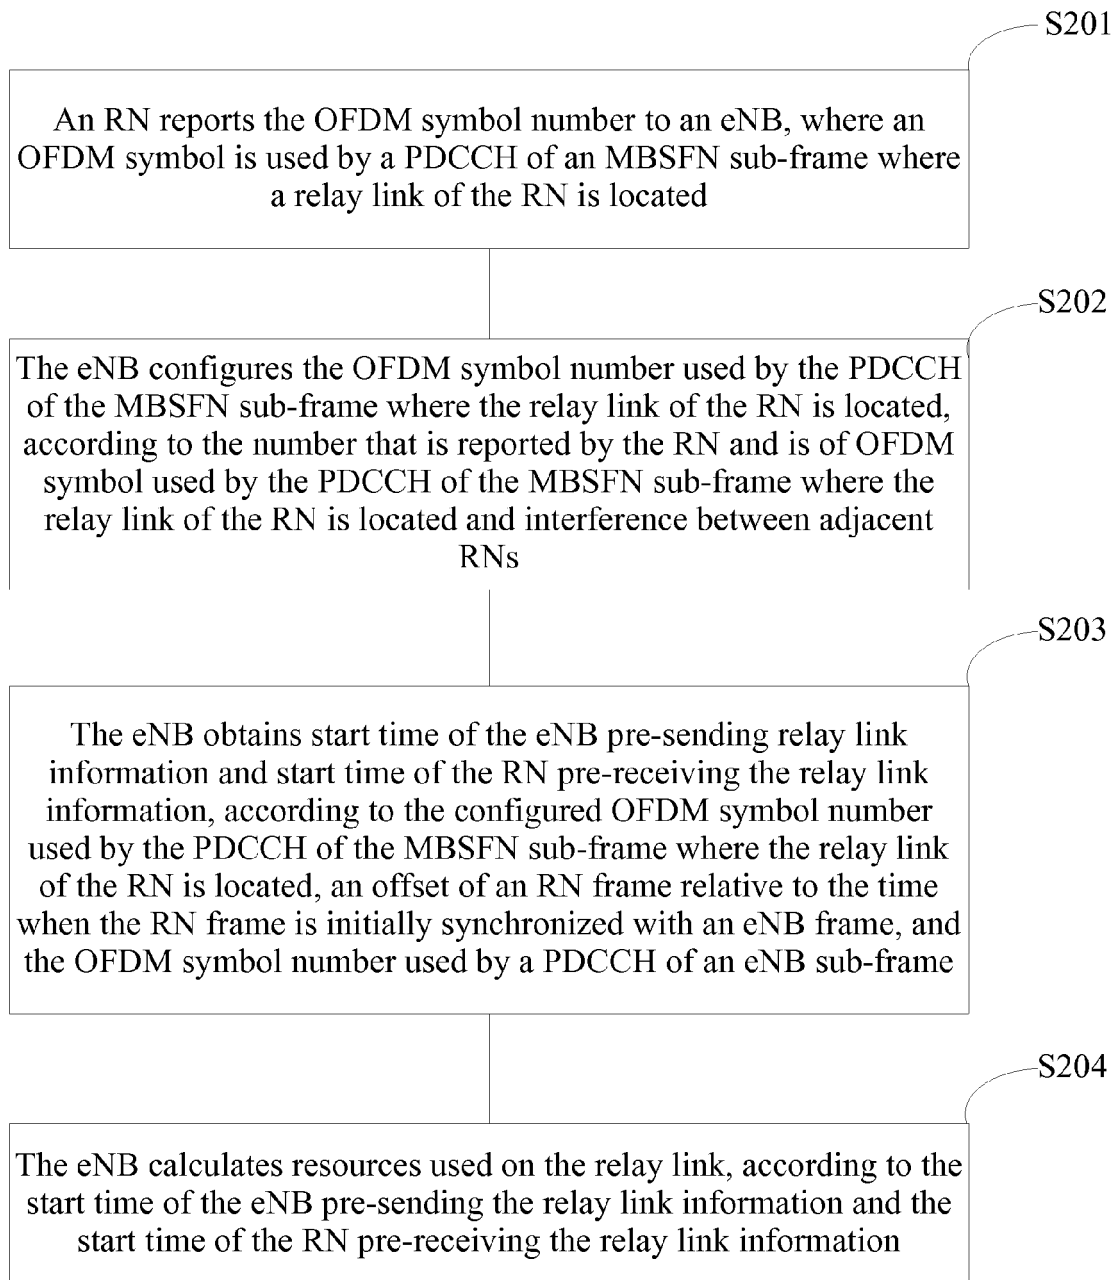 S201
An RN reports the OFDM symbol number to an eNB, where an
OFDM symbol is used by a PDCCH of an MBSFN sub-frame where
a relay link of the RN is located
S202
The eNB configures the OFDM symbol number used by the PDCCH
of the MBSFN sub-frame where the relay link of the RN is located,
according to the number that is reported by the RN and is of OFDM
symbol used by the PDCCH of the MBSFN sub-frame where the
relay link of the RN is located and interference between adjacent
RNs
S203
The eNB obtains start time of the eNB pre-sending relay link
information and start time of the RN pre-receiving the relay link
information, according to the configured OFDM symbol number
used by the PDCCH of the MBSFN sub-frame where the relay link
of the RN is located, an offset of an RN frame relative to the time
when the RN frame is initially synchronized with an eNB frame, and
the OFDM symbol number used by a PDCCH of an eNB sub-frame
S204
The eNB calculates resources used on the relay link, according to the
start time of the eNB pre-sending the relay link information and the
start time of the RN pre-receiving the relay link information